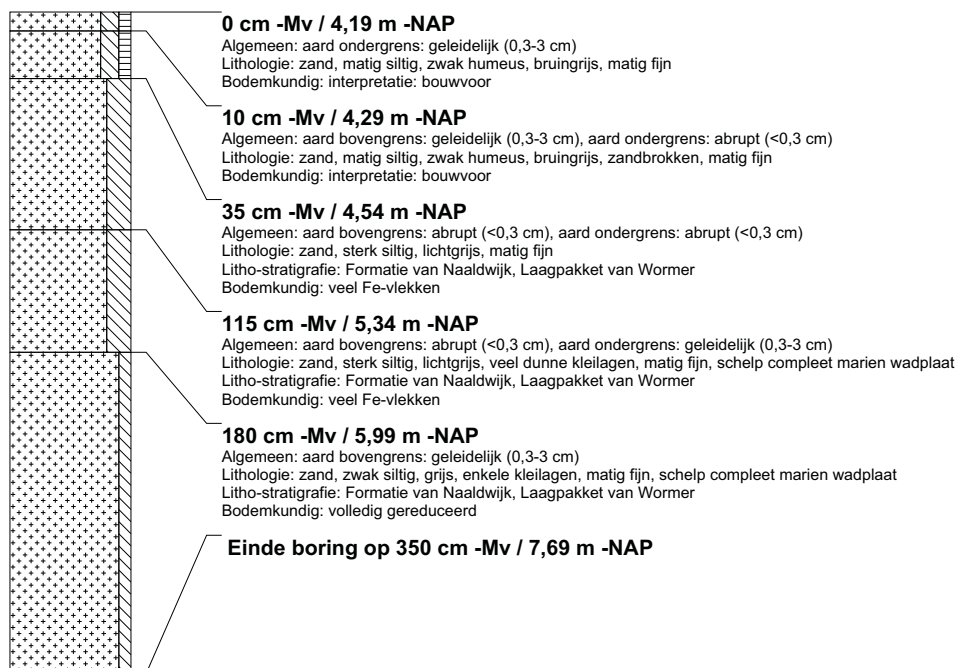 0 cm -Mv / 4,19 m -NAP
Algemeen: aard ondergrens: geleidelijk (0,3-3 cm)
Lithologie: zand, matig siltig, zwak humeus, bruingrijs, matig fijn
Bodemkundig: interpretatie: bouwvoor
10 cm -Mv / 4,29 m -NAP
Algemeen: aard bovengrens: geleidelijk (0,3-3 cm), aard ondergrens: abrupt (<0,3 cm)
Lithologie: zand, matig siltig, zwak humeus, bruingrijs, zandbrokken, matig fijn
Bodemkundig: interpretatie: bouwvoor
35 cm -Mv / 4,54 m -NAP
Algemeen: aard bovengrens: abrupt (<0,3 cm), aard ondergrens: abrupt (<0,3 cm)
Lithologie: zand, sterk siltig, lichtgrijs, matig fijn
Litho-stratigrafie: Formatie van Naaldwijk, Laagpakket van Wormer
Bodemkundig: veel Fe-vlekken
115 cm -Mv / 5,34 m -NAP
Algemeen: aard bovengrens: abrupt (<0,3 cm), aard ondergrens: geleidelijk (0,3-3 cm)
Lithologie: zand, sterk siltig, lichtgrijs, veel dunne kleilagen, matig fijn, schelp compleet marien wadplaat
Litho-stratigrafie: Formatie van Naaldwijk, Laagpakket van Wormer
Bodemkundig: veel Fe-vlekken
180 cm -Mv / 5,99 m -NAP
Algemeen: aard bovengrens: geleidelijk (0,3-3 cm)
Lithologie: zand, zwak siltig, grijs, enkele kleilagen, matig fijn, schelp compleet marien wadplaat
Litho-stratigrafie: Formatie van Naaldwijk, Laagpakket van Wormer
Bodemkundig: volledig gereduceerd
Einde boring op 350 cm -Mv / 7,69 m -NAP